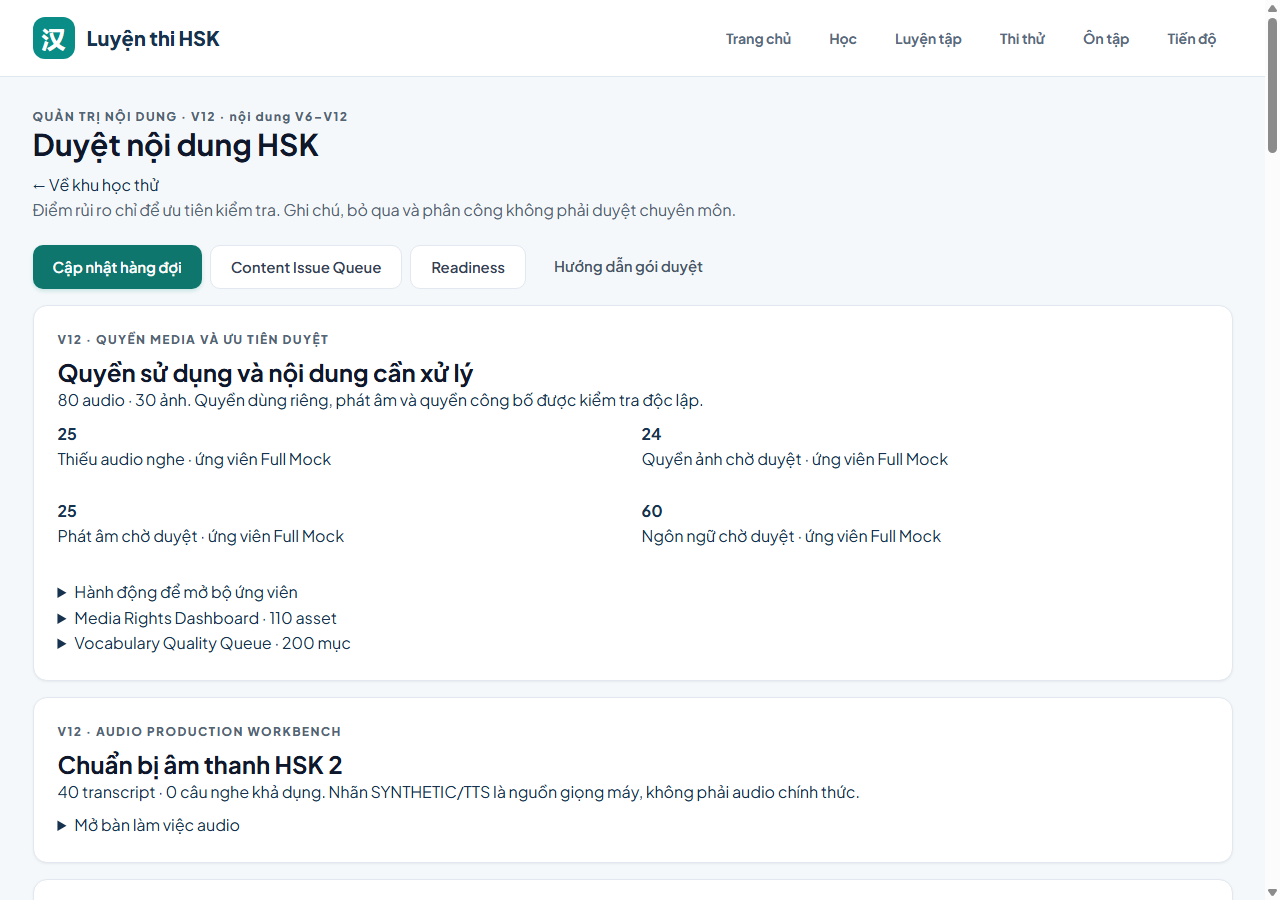 汉 Luyện thi HSK
Trang chủ Học Luyện tập Thi thử Ôn tập Tiến độ
QUẢN TRỊ NỘI DUNG · V12 · nội dung V6–V12
Duyệt nội dung HSK
← Về khu học thử
Điểm rủi ro chỉ để ưu tiên kiểm tra. Ghi chú, bỏ qua và phân công không phải duyệt chuyên môn.
Cập nhật hàng đợi Content Issue Queue Readiness Hướng dẫn gói duyệt
V12 · QUYỀN MEDIA VÀ ƯU TIÊN DUYỆT
Quyền sử dụng và nội dung cần xử lý
80 audio · 30 ảnh. Quyền dùng riêng, phát âm và quyền công bố được kiểm tra độc lập.
25
Thiếu audio nghe · ứng viên Full Mock
24
Quyền ảnh chờ duyệt · ứng viên Full Mock
25
Phát âm chờ duyệt · ứng viên Full Mock
60
Ngôn ngữ chờ duyệt · ứng viên Full Mock
Hành động để mở bộ ứng viên
Media Rights Dashboard · 110 asset
Vocabulary Quality Queue · 200 mục
V12 · AUDIO PRODUCTION WORKBENCH
Chuẩn bị âm thanh HSK 2
40 transcript · 0 câu nghe khả dụng. Nhãn SYNTHETIC/TTS là nguồn giọng máy, không phải audio chính thức.
Mở bàn làm việc audio